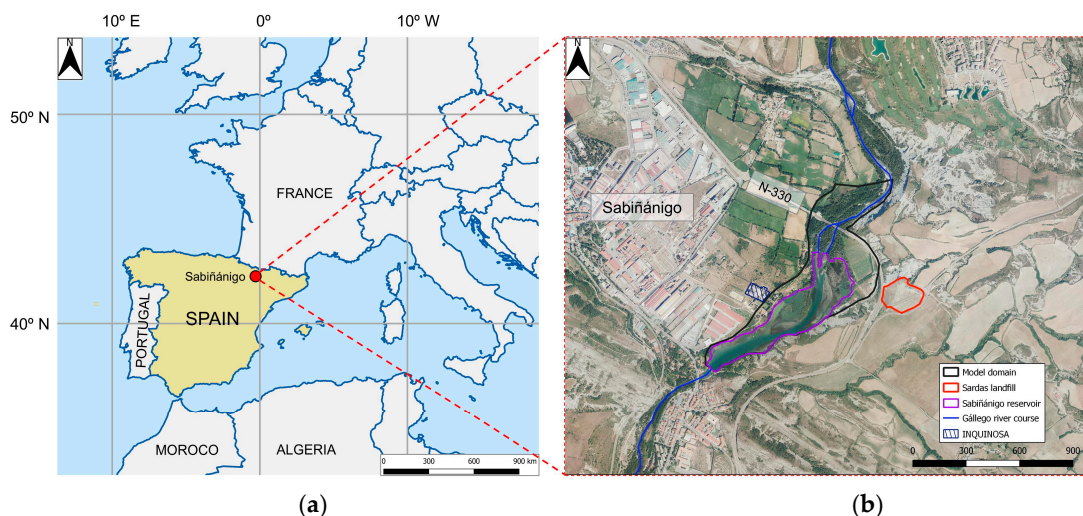 10º E 0º 10º W
N
50º N
40º N
FRANCE
Sabiñánigo
SPAIN
PORTUGAL
MOROCO
ALGERIA
0 300 600 900 km
(a)
N
N-330
Sabiñánigo
Model domain
Sardas landfill
Sabiñánigo reservoir
Gállego river course
INQUINOSA
0 300 600 900
(b)